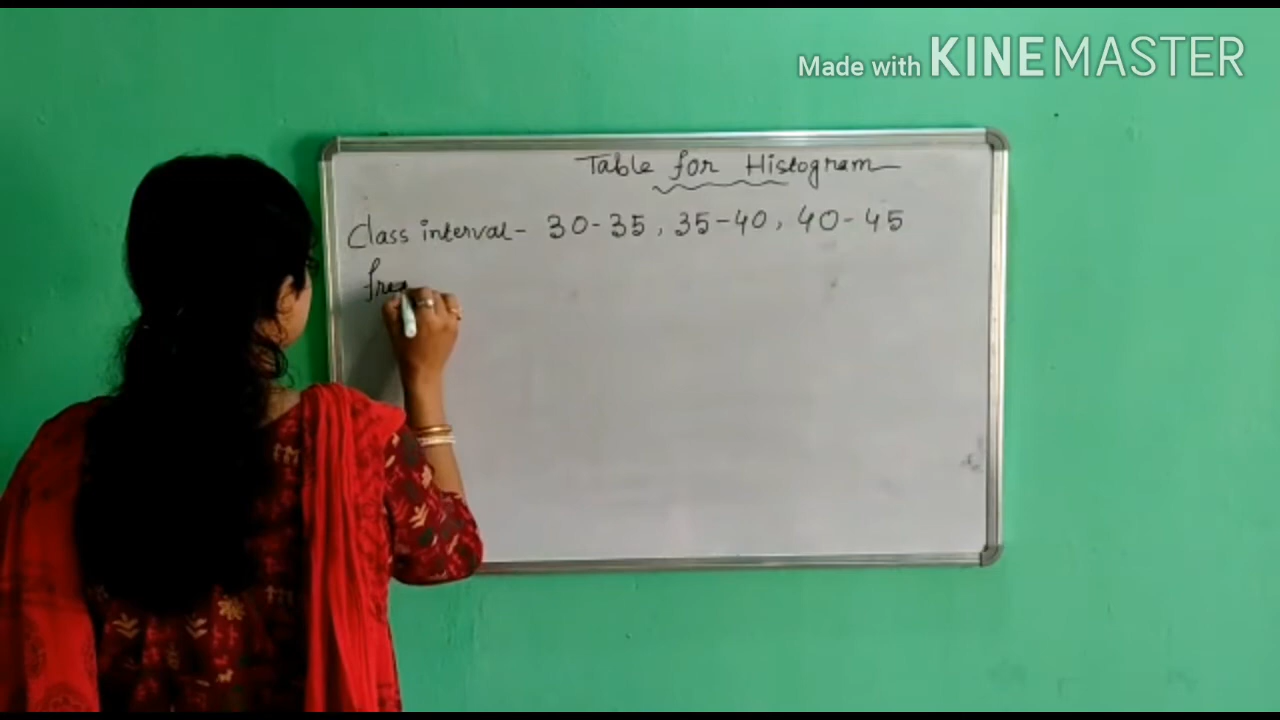 Made with KINEMASTER
Table for Histogram
Class interval- 30-35, 35-40, 40-45